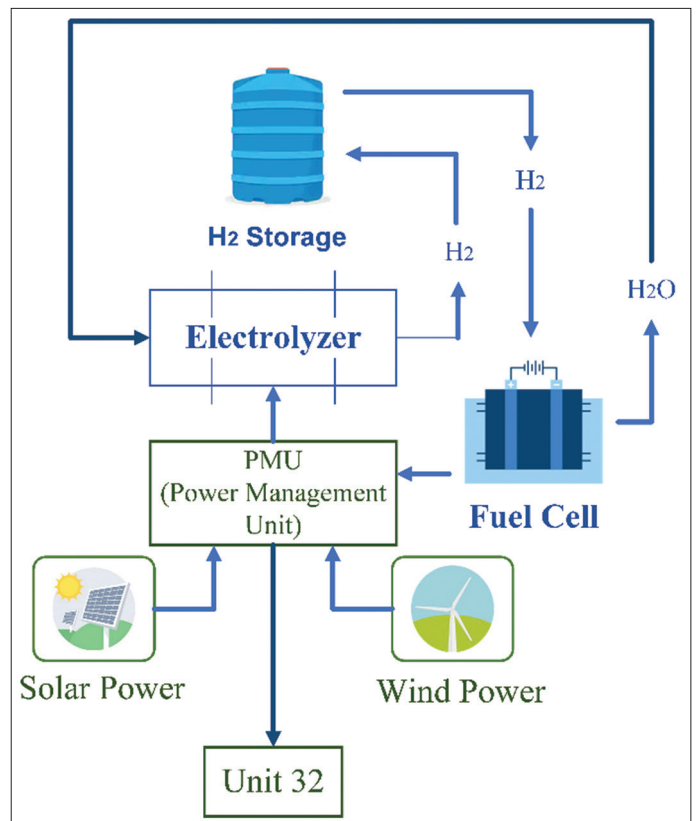 H2
H2 Storage
H2
H2O
Electrolyzer
PMU
(Power Management
Unit)
Fuel Cell
Solar Power
Wind Power
Unit 32